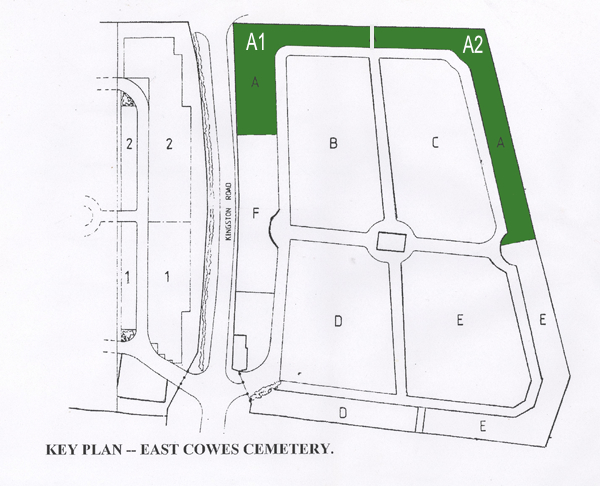 A1
A2
A
A
B
C
2
2
F
KINGSTON ROAD
1
1
D
E
E
D
E
KEY PLAN -- EAST COWES CEMETERY.